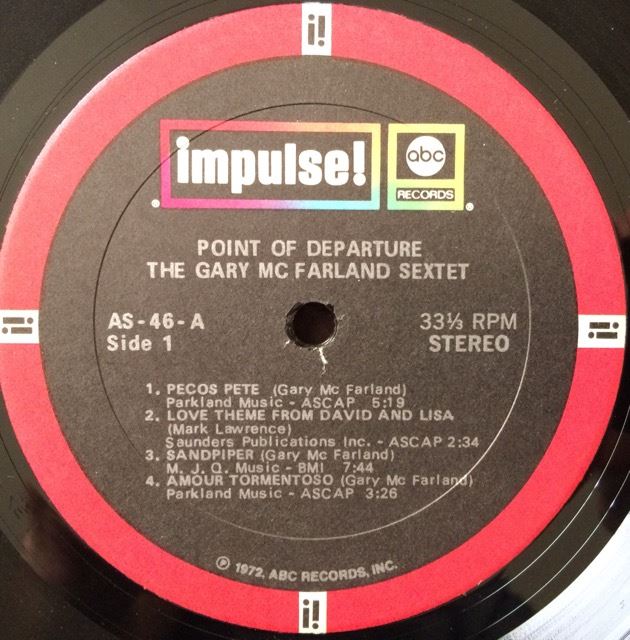 i!
impulse! abc
RECORDS
® ®
POINT OF DEPARTURE
THE GARY MC FARLAND SEXTET
AS-46-A 33⅓ RPM
Side 1 STEREO
i! i!
1. PECOS PETE (Gary Mc Farland)
Parkland Music - ASCAP 5:19
2. LOVE THEME FROM DAVID AND LISA
(Mark Lawrence)
Saunders Publications Inc. - ASCAP 2:34
3. SANDPIPER (Gary Mc Farland)
M. J. Q. Music - BMI 7:44
4. AMOUR TORMENTOSO (Gary Mc Farland)
Parkland Music - ASCAP 3:26
℗ 1972, ABC RECORDS, INC.
i!